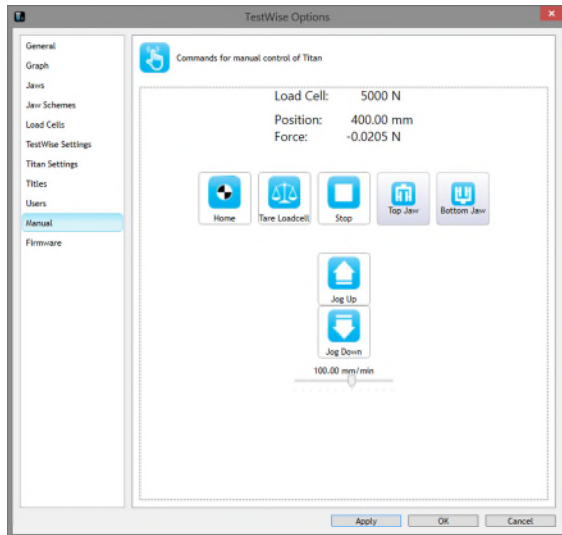 TestWise Options
General
Graph
Jaws
Jaw Schemes
Load Cells
TestWise Settings
Titan Settings
Titles
Users
Manual
Firmware
Commands for manual control of Titan
Load Cell: 5000 N
Position: 400.00 mm
Force: -0.0205 N
Home Tare Loadcell Stop Top Jaw Bottom Jaw
Jog Up
Jog Down
100.00 mm/min
Apply OK Cancel